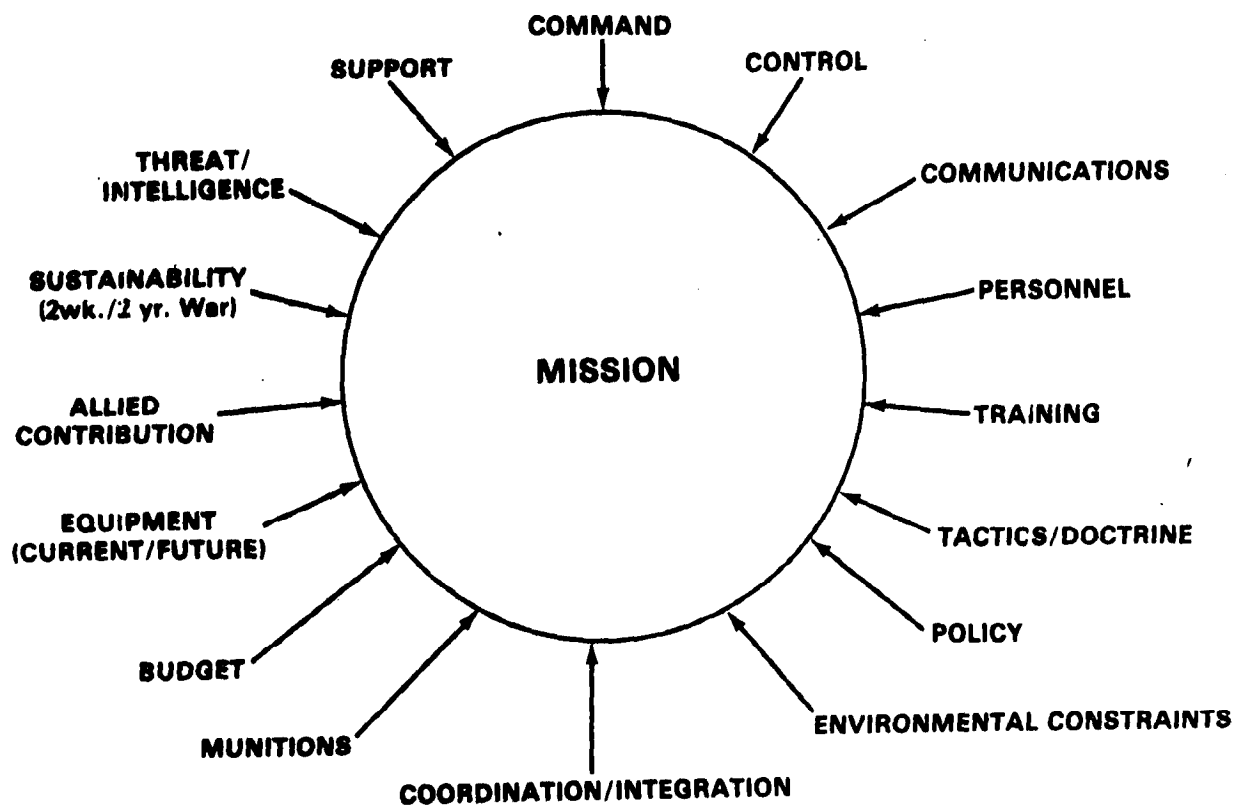 COMMAND
CONTROL
COMMUNICATIONS
PERSONNEL
TRAINING
TACTICS/DOCTRINE
POLICY
ENVIRONMENTAL CONSTRAINTS
COORDINATION/INTEGRATION
MUNITIONS
BUDGET
EQUIPMENT
(CURRENT/FUTURE)
ALLIED
CONTRIBUTION
SUSTAINABILITY
(2wk./2 yr. War)
THREAT/
INTELLIGENCE
SUPPORT
MISSION